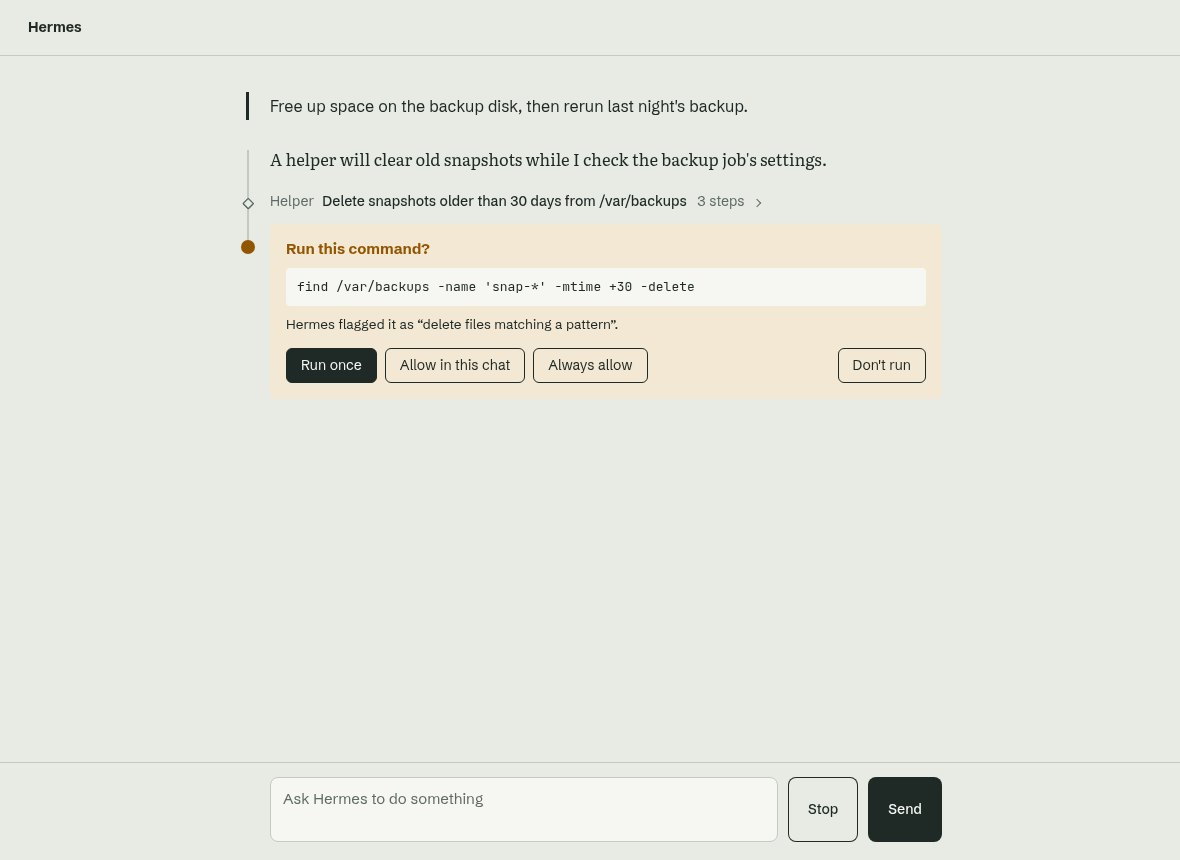 Hermes
Free up space on the backup disk, then rerun last night's backup.
A helper will clear old snapshots while I check the backup job's settings.
Helper Delete snapshots older than 30 days from /var/backups 3 steps
Run this command?
find /var/backups -name 'snap-*' -mtime +30 -delete
Hermes flagged it as “delete files matching a pattern”.
Run once Allow in this chat Always allow Don't run
Ask Hermes to do something Stop Send